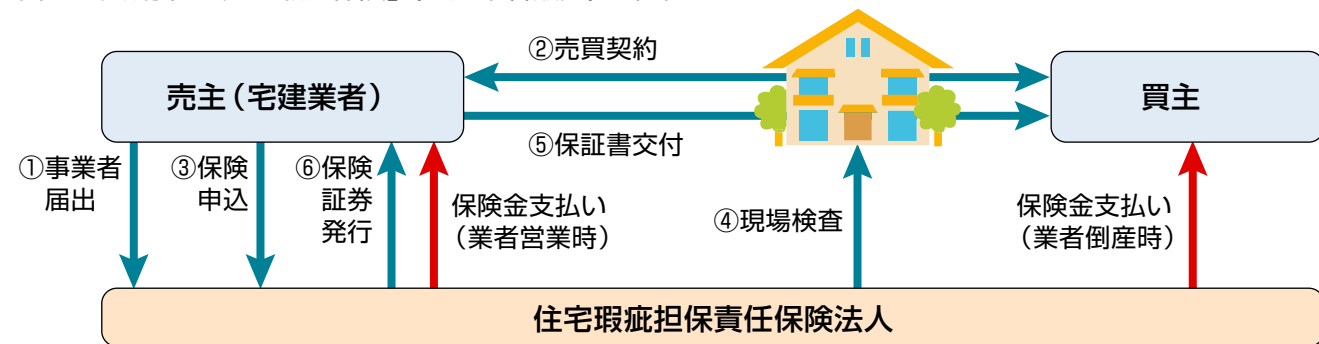 ②売買契約
売主（宅建業者）
買主
⑤保証書交付
①事業者
届出
③保険
申込
⑥保険
証券
発行
保険金支払い
（業者営業時）
④現場検査
保険金支払い
（業者倒産時）
住宅瑕疵担保責任保険法人